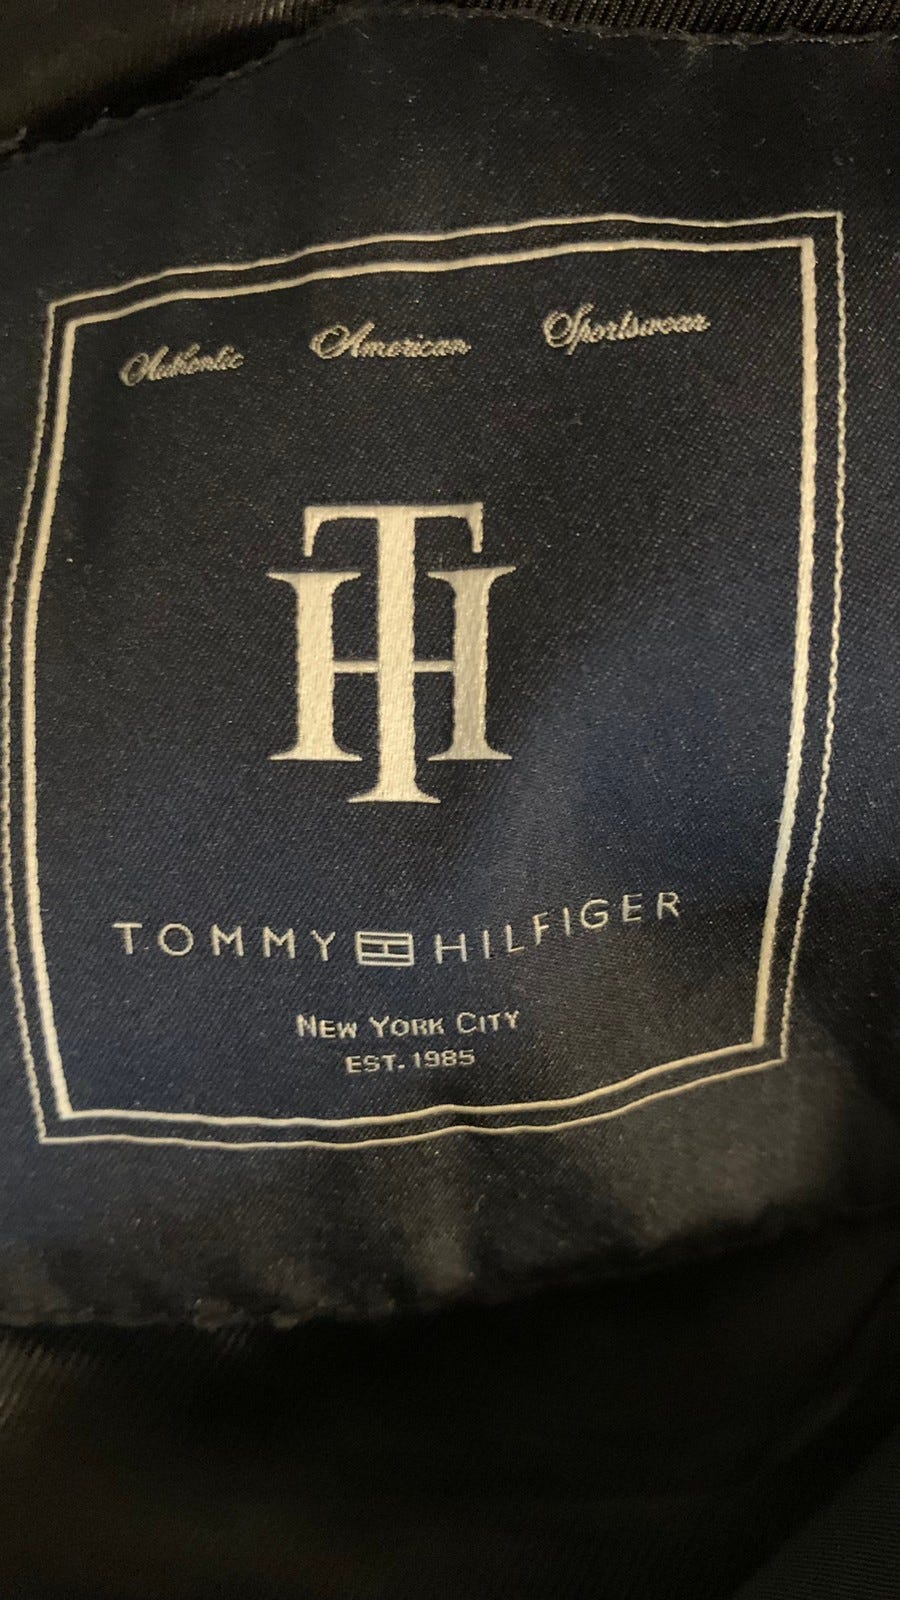 Authentic American Sportswear
TH
TOMMY HILFIGER
NEW YORK CITY
EST. 1985